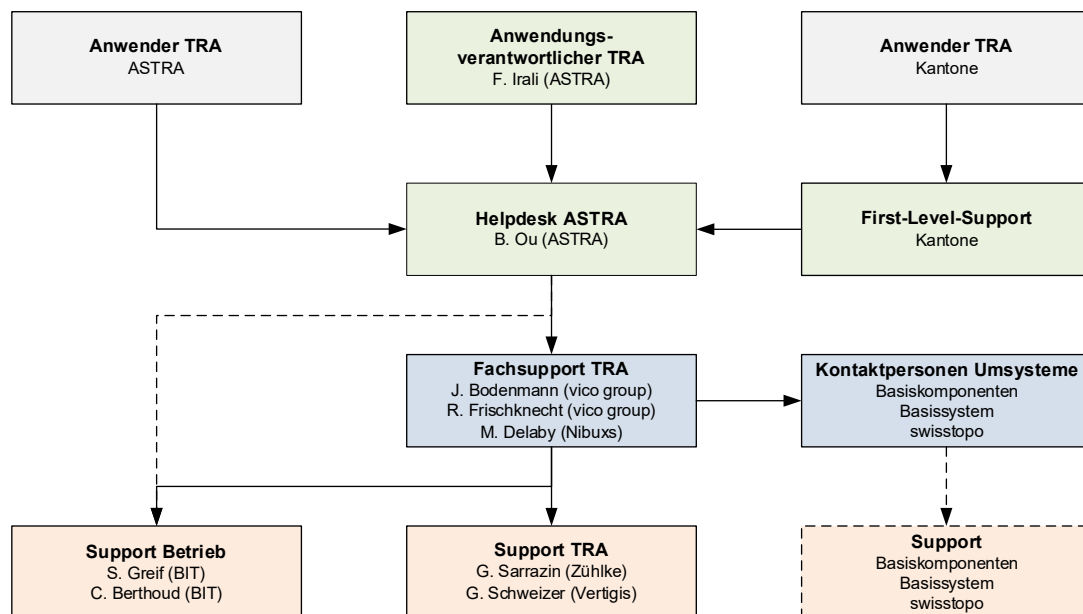 Anwender TRA
ASTRA
Anwendungs-
verantwortlicher TRA
F. Irali (ASTRA)
Anwender TRA
Kantone
Helpdesk ASTRA
B. Ou (ASTRA)
First-Level-Support
Kantone
Fachsupport TRA
J. Bodenmann (vico group)
R. Frischknecht (vico group)
M. Delaby (Nibuxs)
Kontaktpersonen Umsysteme
Basiskomponenten
Basissystem
swisstopo
Support Betrieb
S. Greif (BIT)
C. Berthoud (BIT)
Support TRA
G. Sarrazin (Zühlke)
G. Schweizer (Vertigis)
Support
Basiskomponenten
Basissystem
swisstopo